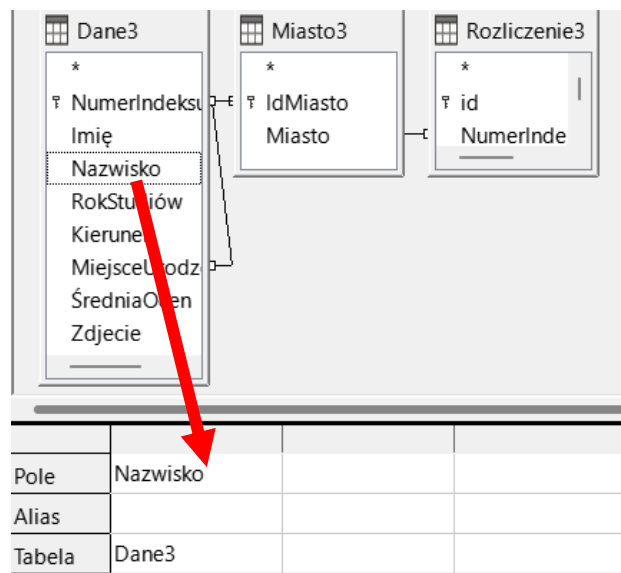 Dane3
*
NumerIndeksu
Imię
Nazwisko
RokStudiów
Kierunek
MiejsceUrodze
ŚredniaOcen
Zdjecie
Miasto3
*
IdMiasto
Miasto
Rozliczenie3
*
id
NumerInde
Pole Nazwisko
Alias
Tabela Dane3